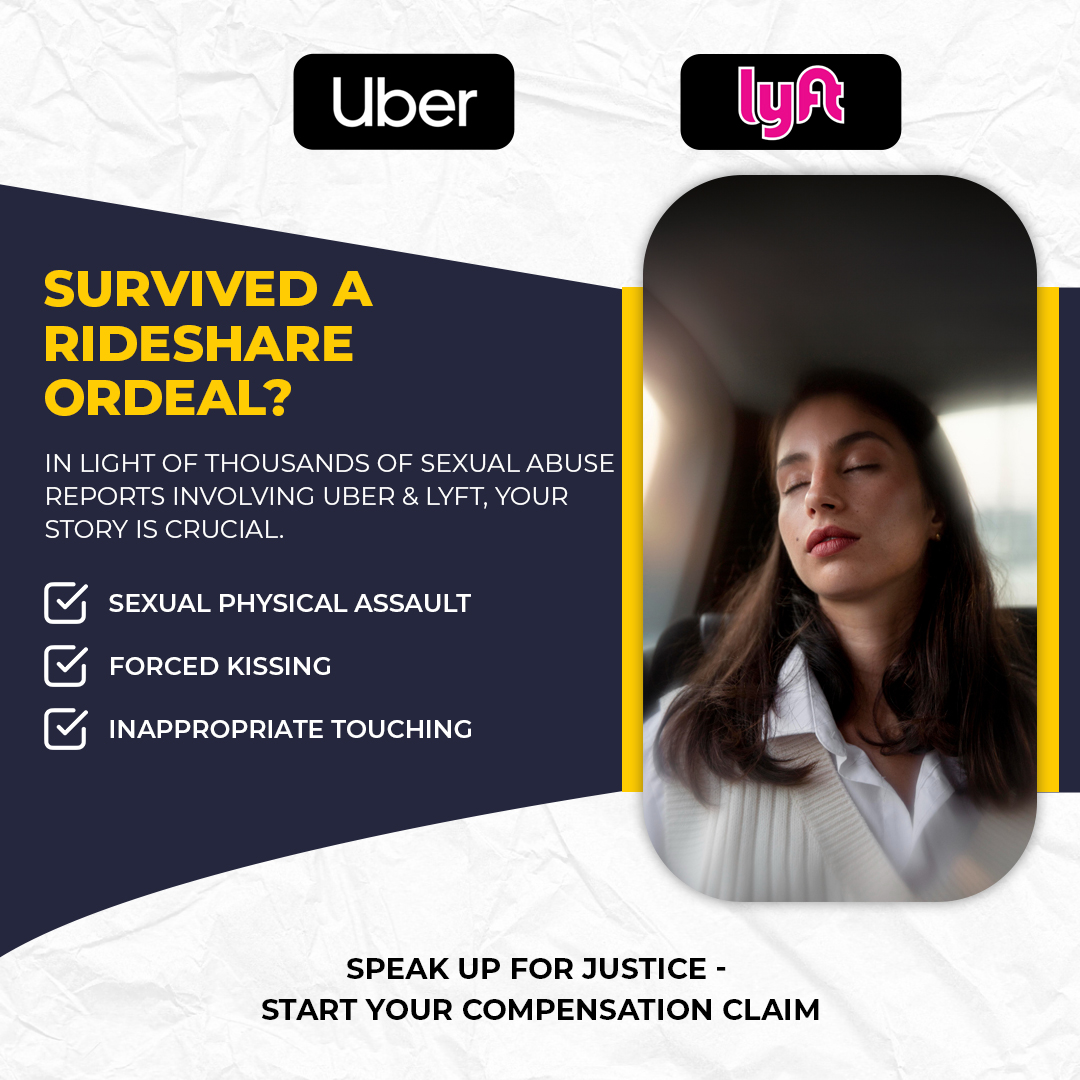 Uber
lyft
SURVIVED A
RIDESHARE
ORDEAL?
IN LIGHT OF THOUSANDS OF SEXUAL ABUSE
REPORTS INVOLVING UBER & LYFT, YOUR
STORY IS CRUCIAL.
SEXUAL PHYSICAL ASSAULT
FORCED KISSING
INAPPROPRIATE TOUCHING
SPEAK UP FOR JUSTICE -
START YOUR COMPENSATION CLAIM